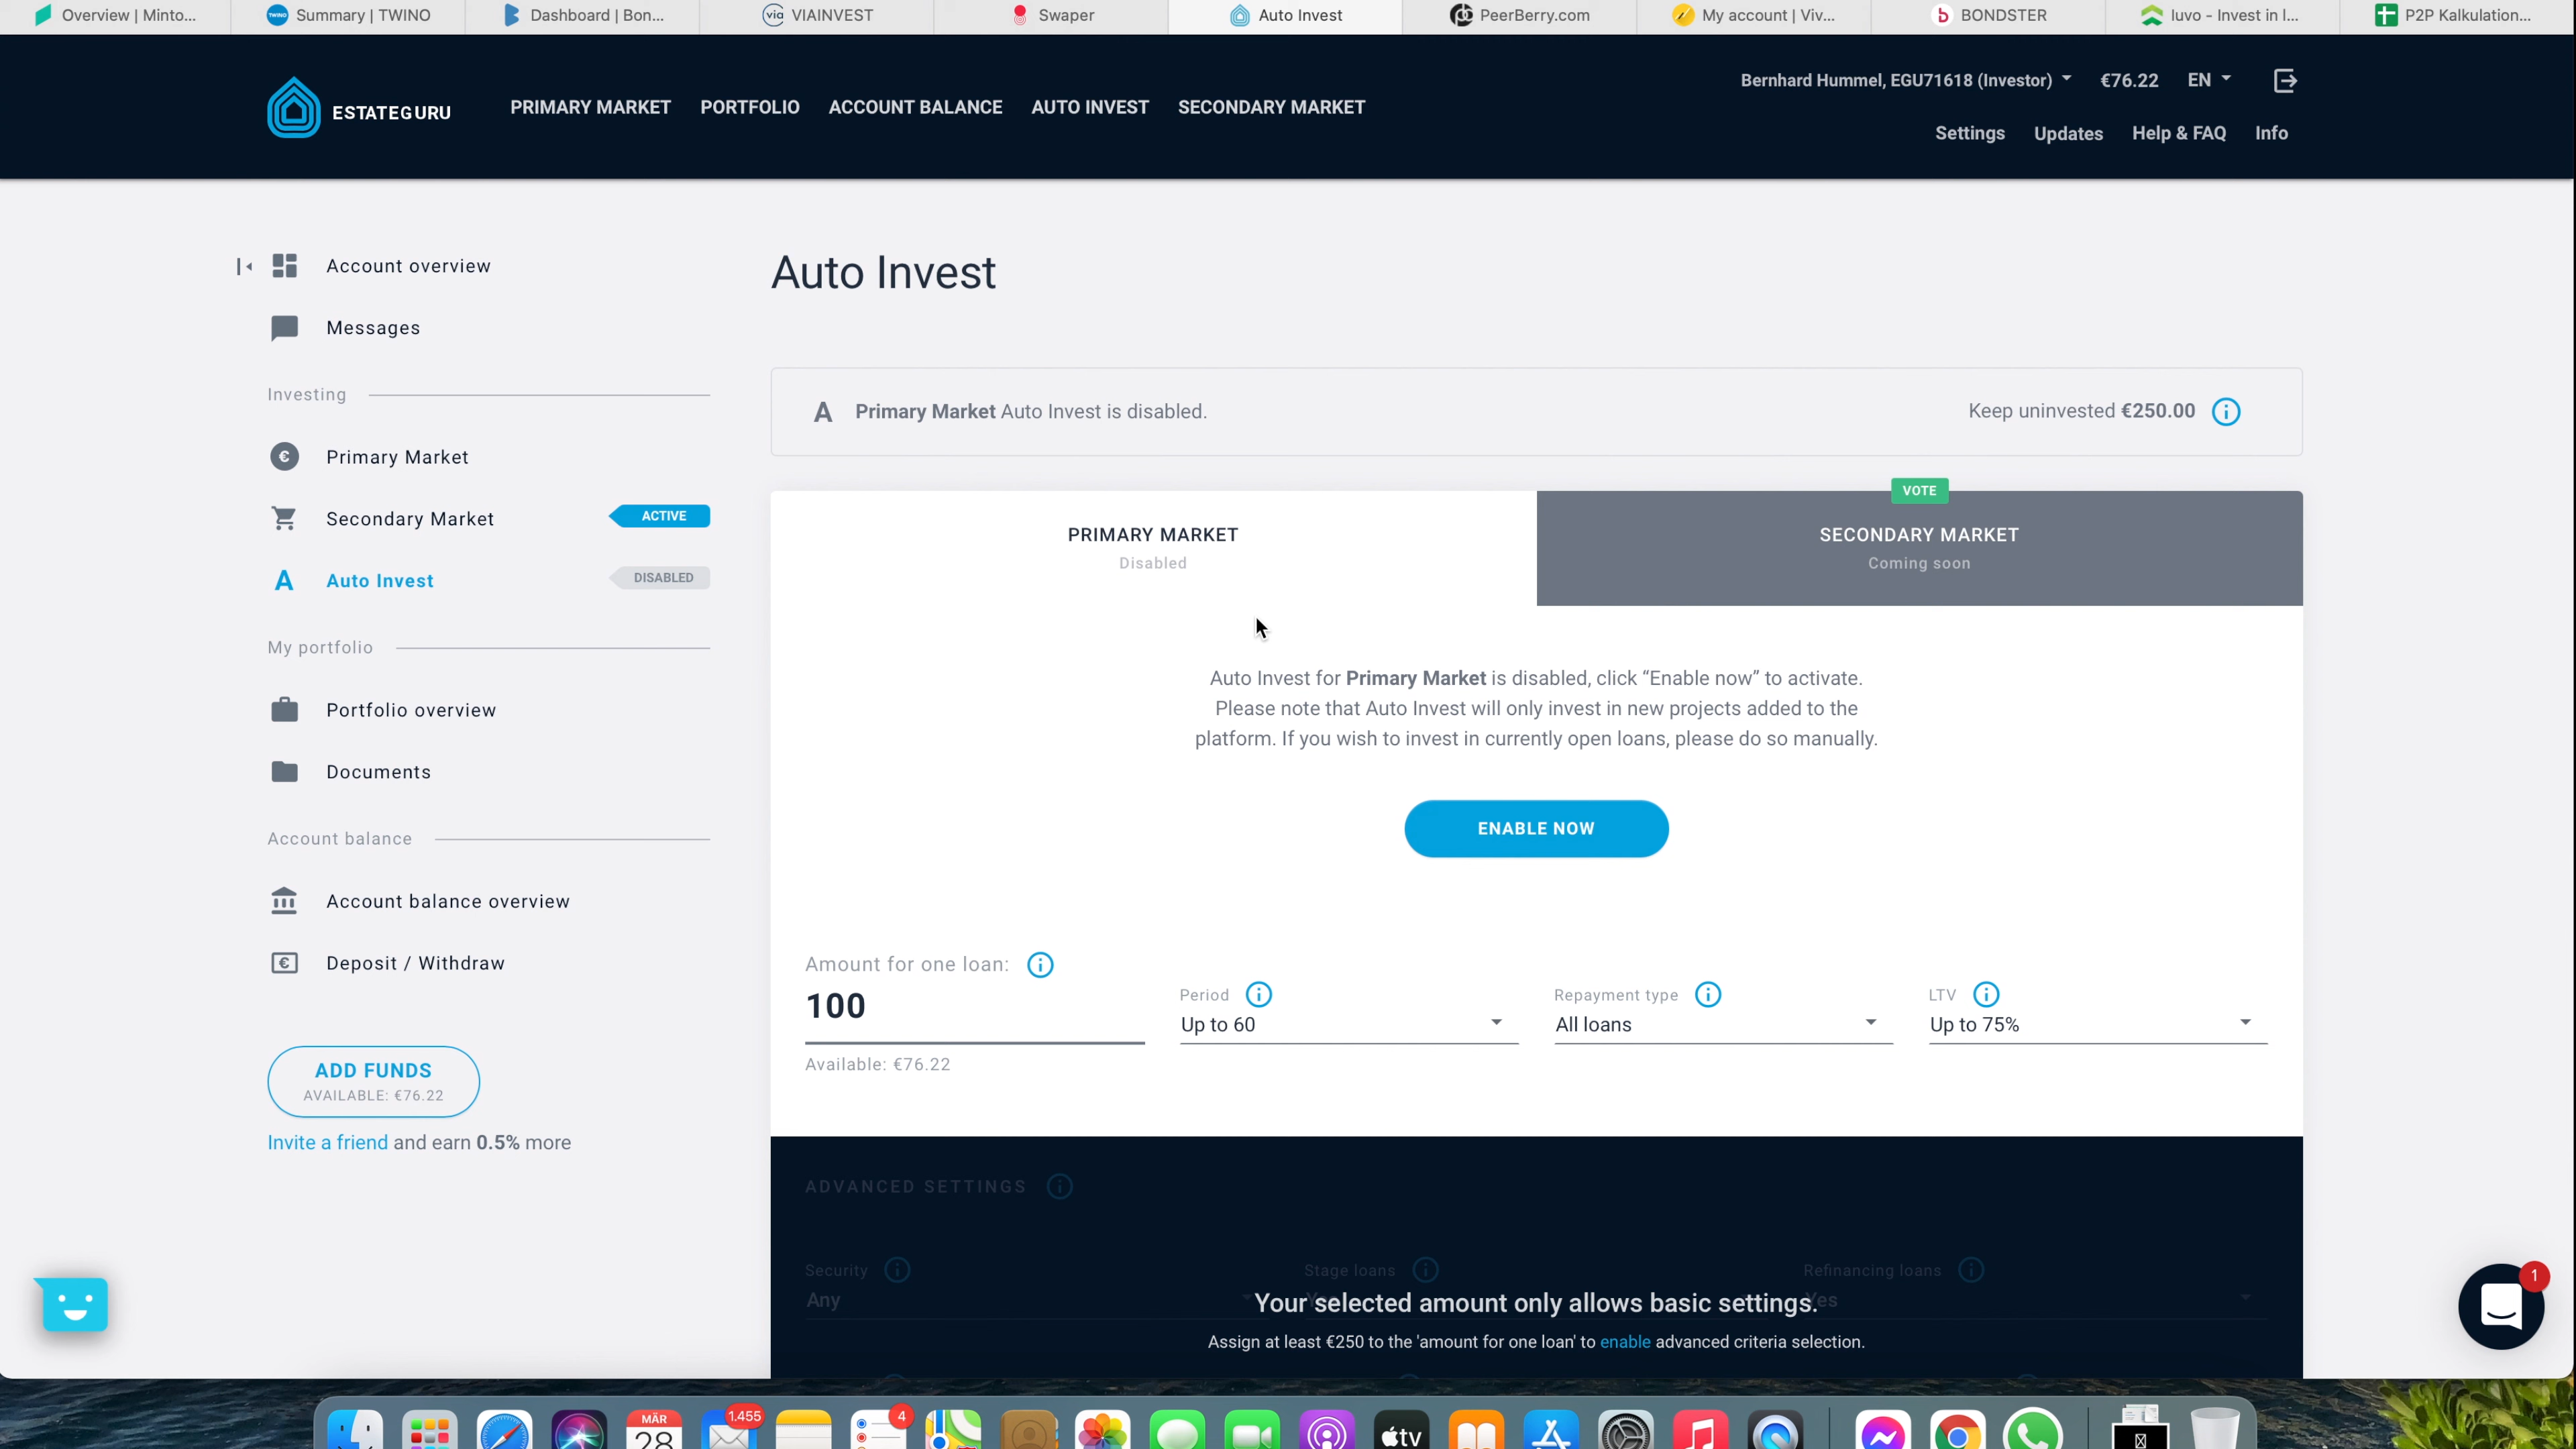 Overview | Minto...
Summary | TWINO
Dashboard | Bon...
via VIAINVEST
Swaper
Auto Invest
PeerBerry.com
My account | Viv...
BONDSTER
Iuvo - Invest in l...
P2P Kalkulation...
ESTATEGURU
PRIMARY MARKET
PORTFOLIO
ACCOUNT BALANCE
AUTO INVEST
SECONDARY MARKET
Bernhard Hummel, EGU71618 (Investor)
€76.22
EN
Settings
Updates
Help & FAQ
Info
Account overview
Messages
Investing
Primary Market
Secondary Market
ACTIVE
Auto Invest
DISABLED
My portfolio
Portfolio overview
Documents
Account balance
Account balance overview
Deposit / Withdraw
ADD FUNDS
AVAILABLE: €76.22
Invite a friend and earn 0.5% more
Auto Invest
A Primary Market Auto Invest is disabled.
Keep uninvested €250.00
PRIMARY MARKET
Disabled
VOTE
SECONDARY MARKET
Coming soon
Auto Invest for Primary Market is disabled, click “Enable now” to activate.
Please note that Auto Invest will only invest in new projects added to the
platform. If you wish to invest in currently open loans, please do so manually.
ENABLE NOW
Amount for one loan:
100
Available: €76.22
Period
Up to 60
Repayment type
All loans
LTV
Up to 75%
ADVANCED SETTINGS
Security
Any
Stage loans
Refinancing loans
Yes
Your selected amount only allows basic settings.
Assign at least €250 to the 'amount for one loan' to enable advanced criteria selection.
1
MÄR
28
1.455
4
tv